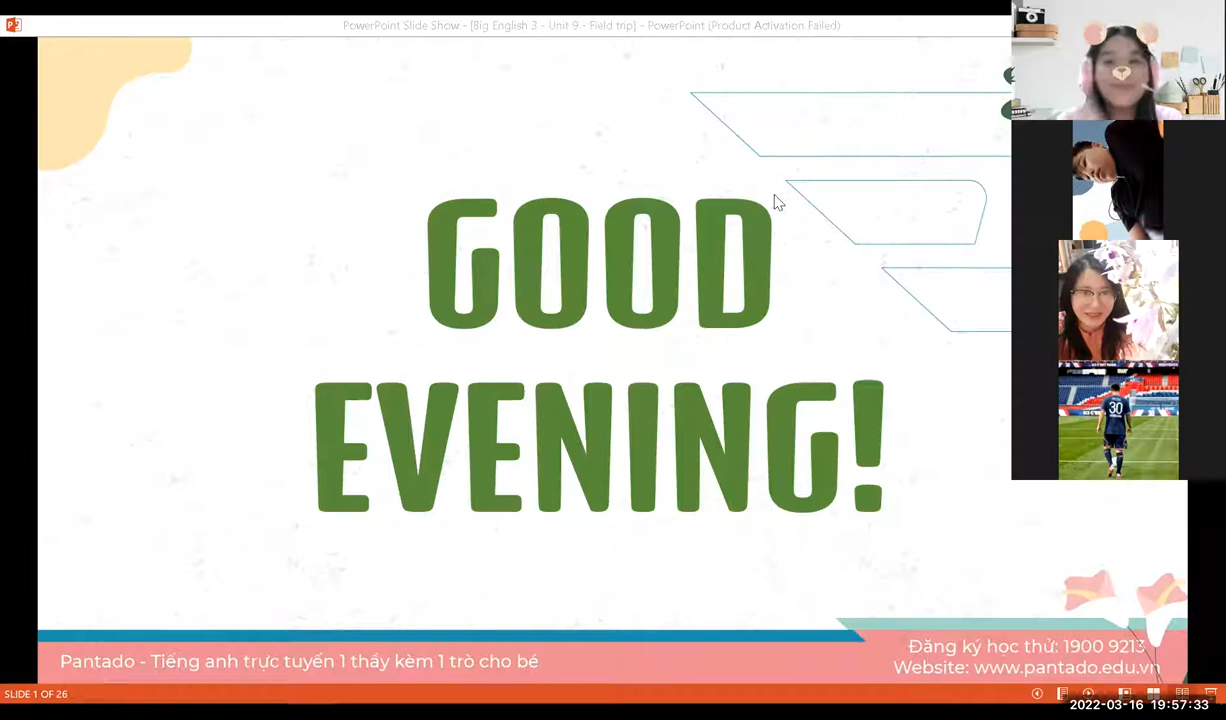 PowerPoint Slide Show - [Big English 3 - Unit 9 - Field trip] - PowerPoint (Product Activation Failed)
GOOD
EVENING!
30
Pantado - Tiếng anh trực tuyến 1 thầy kèm 1 trò cho bé
Đăng ký học thử: 1900 9213
Website: www.pantado.edu.vn
SLIDE 1 OF 26
2022-03-16 19:57:33